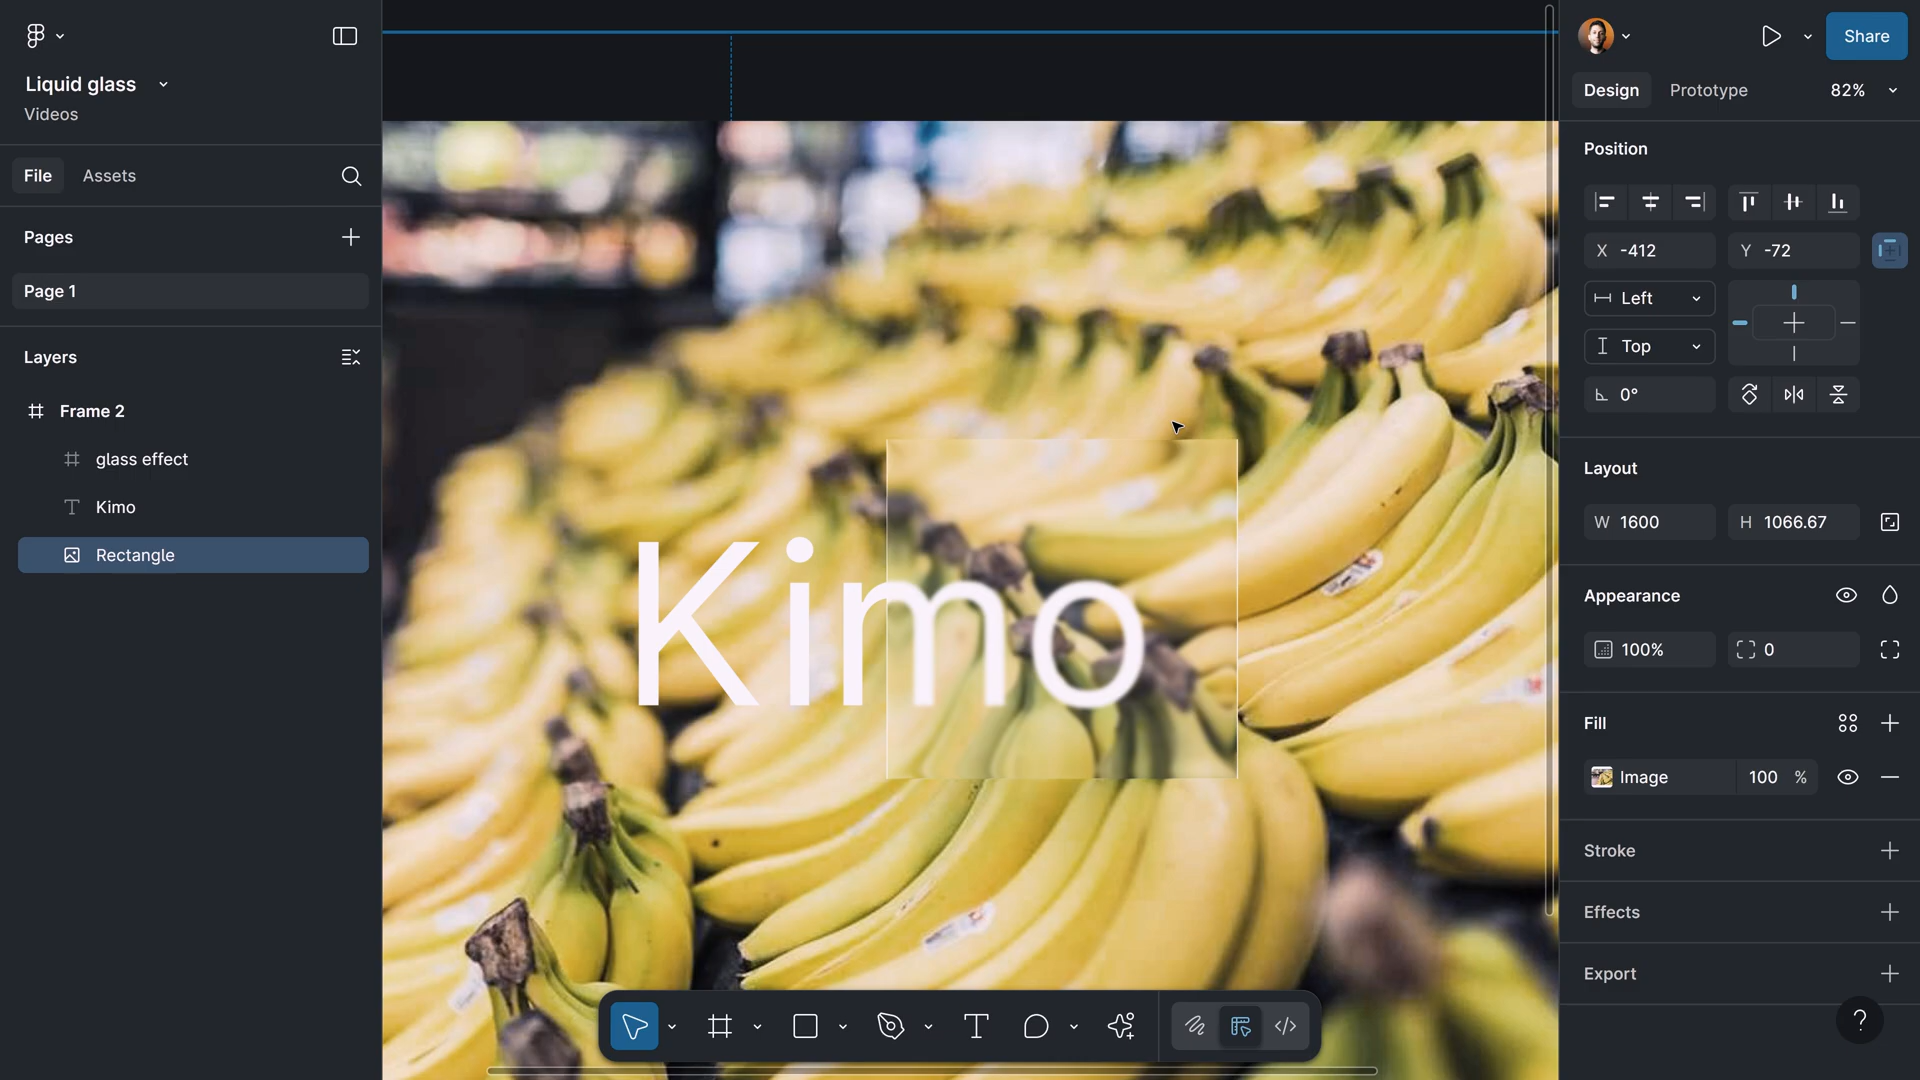 Liquid glass
Videos
File
Assets
Pages
Page 1
Layers
Frame 2
glass effect
Kimo
Rectangle
Kimo
Share
Design
Prototype
82%
Position
X -412
Y -72
Left
Top
0°
Layout
W 1600
H 1066.67
Appearance
100%
0
Fill
Image
100 %
Stroke
Effects
Export
?